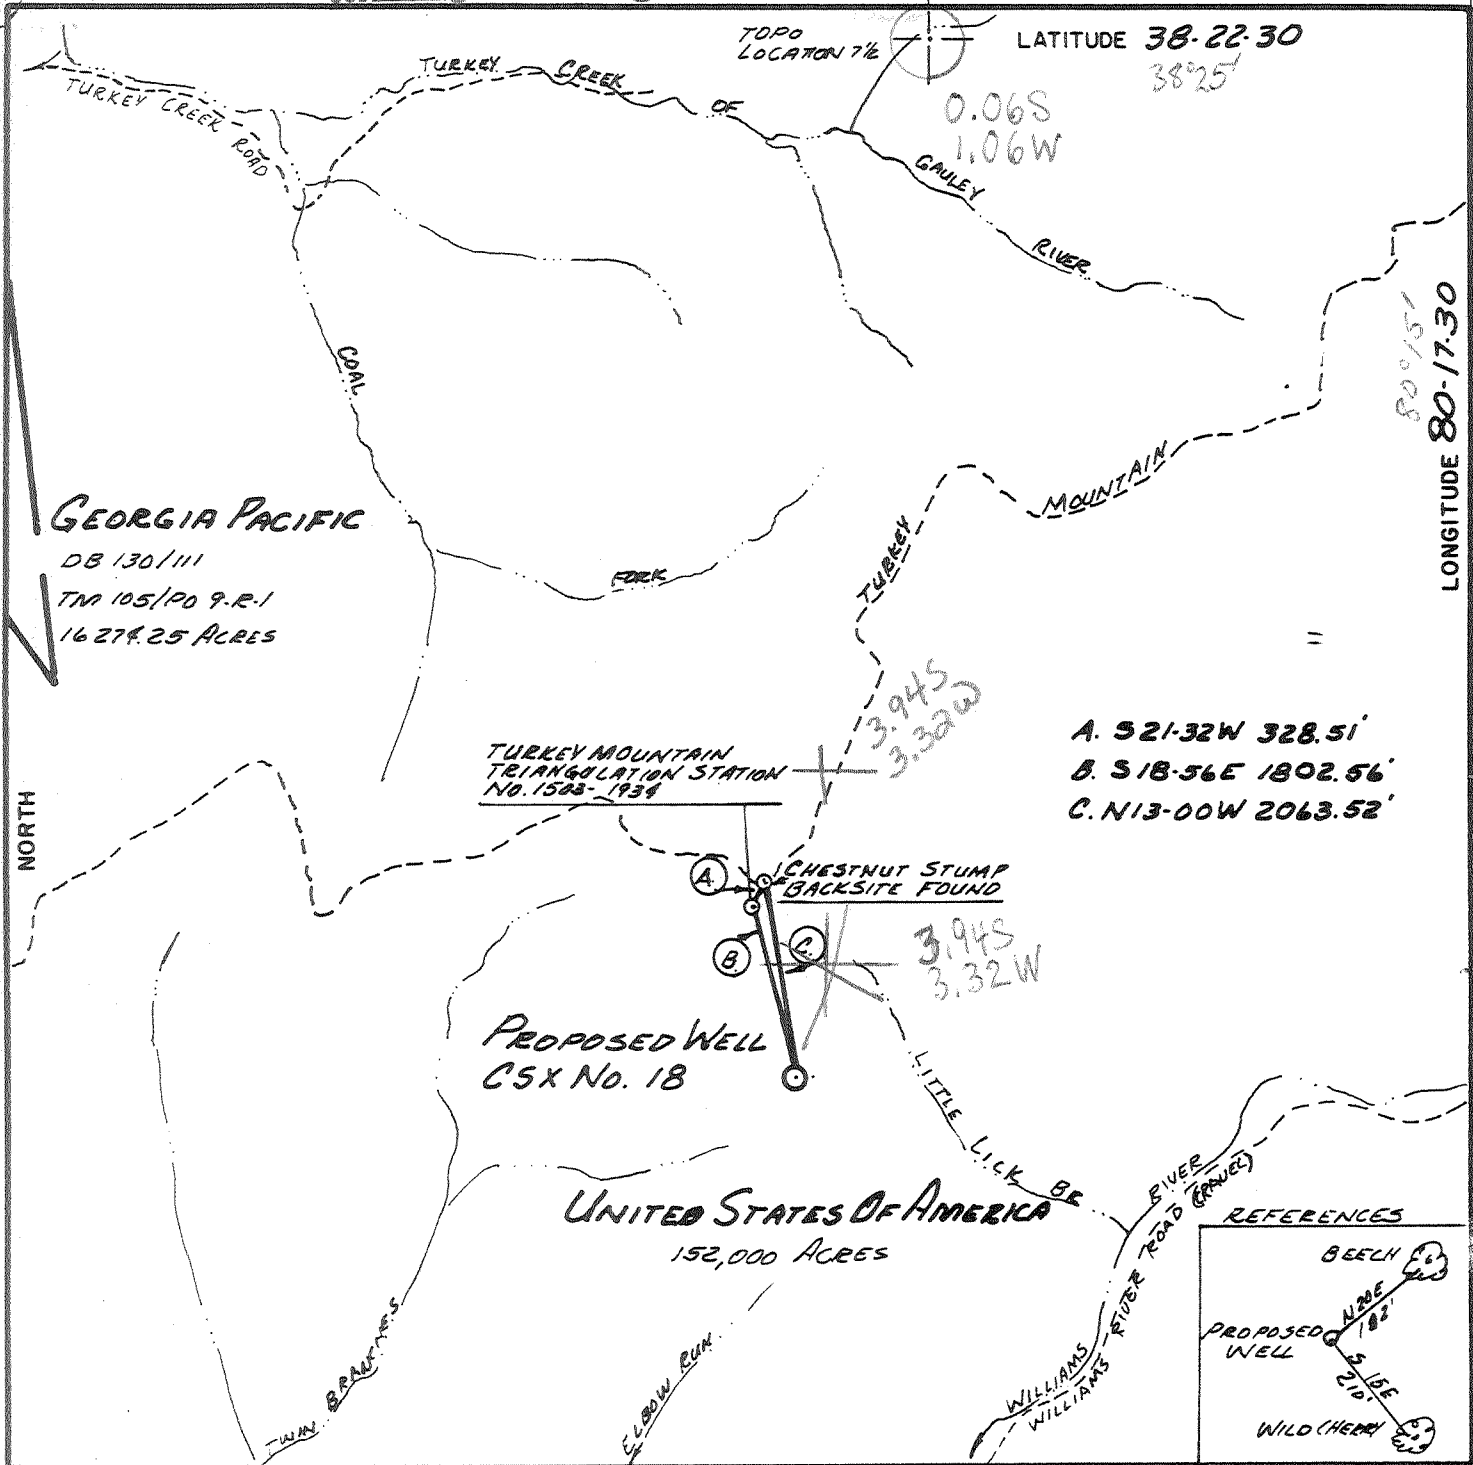 TOPO
LOCATION 7½
LATITUDE 38-22-30
38°25'
0.06S
1.06W
TURKEY CREEK OF GAULEY RIVER
TURKEY CREEK ROAD
COAL FORK
LONGITUDE 80-17-30
80°15'
GEORGIA PACIFIC
DB 130/111
TM 105/PO 9-R-1
16274.25 ACRES
TURKEY MOUNTAIN
3.94S
3.32W
A. S21-32W 328.51'
B. S18-56E 1802.56'
C. N13-00W 2063.52'
TURKEY MOUNTAIN
TRIANGULATION STATION
No. 1934
NORTH
A.
CHESTNUT STUMP
BACKSITE FOUND
B.
C.
3.94S
3.32W
PROPOSED WELL
CSX No. 18
LITTLE LICK BR
UNITED STATES OF AMERICA
152,000 ACRES
WILLIAMS RIVER
WILLIAMS RIVER ROAD (GRAVEL)
TWIN BRANCHES
ELBOW RUN
REFERENCES
BEECH
N20E
182'
PROPOSED
WELL
S 15E
210'
WILD CHERRY